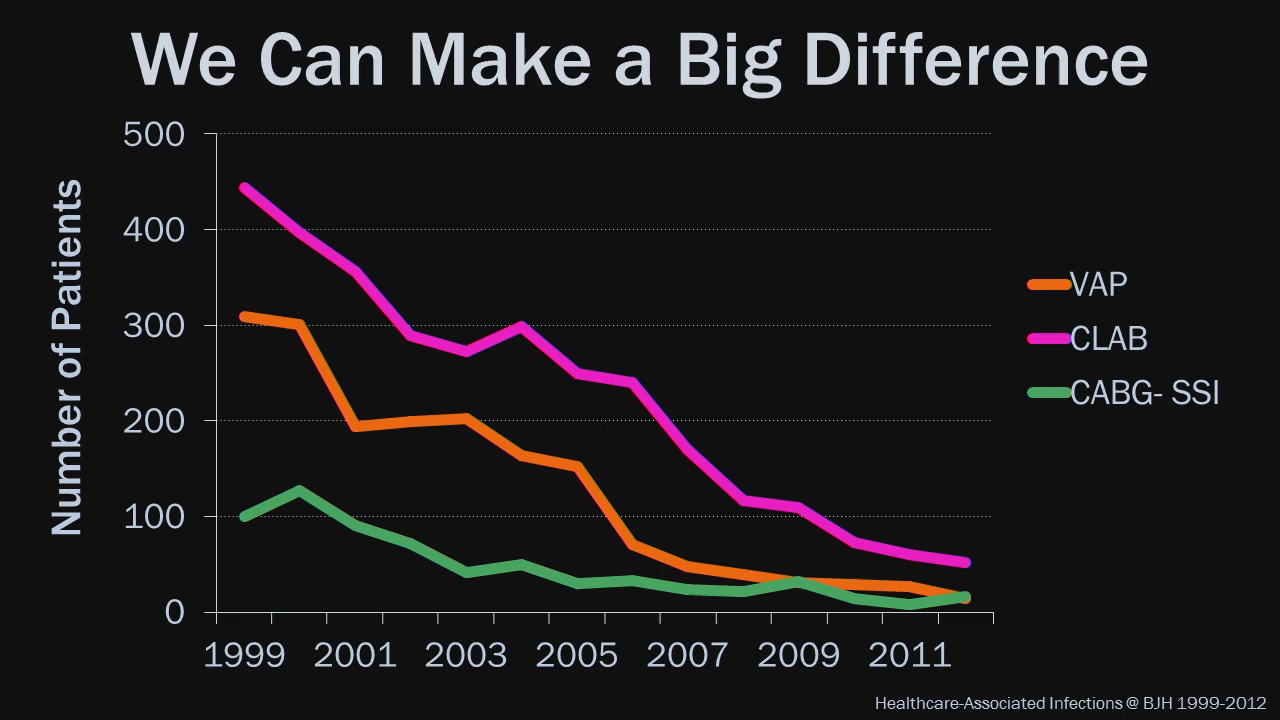 We Can Make a Big Difference
Number of Patients
500
400
300
200
100
0
1999 2001 2003 2005 2007 2009 2011
VAP
CLAB
CABG- SSI
Healthcare-Associated Infections @ BJH 1999-2012